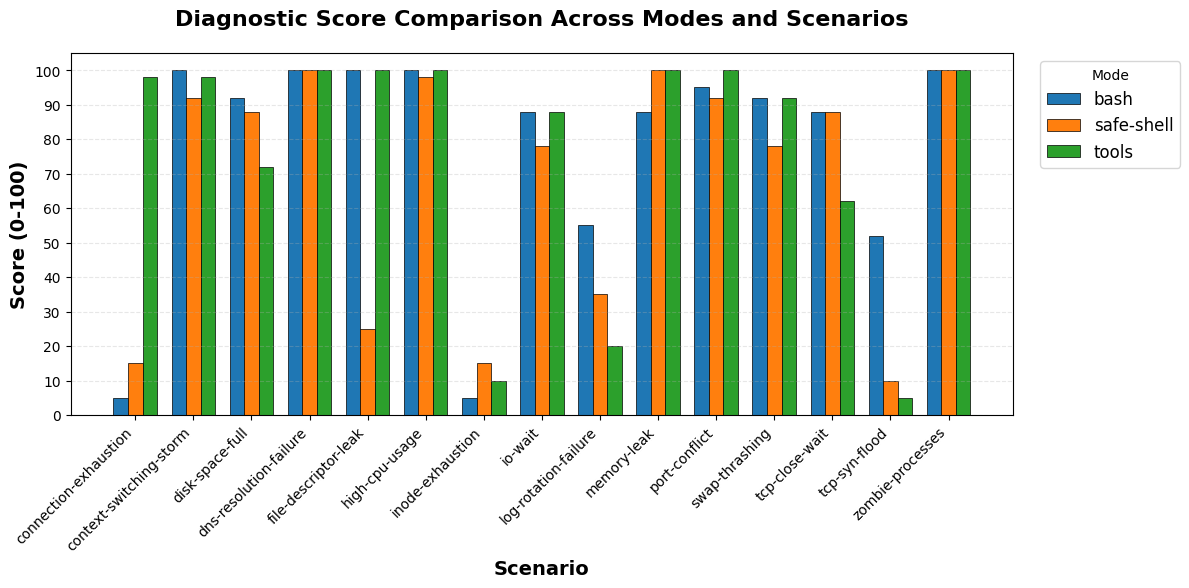 Diagnostic Score Comparison Across Modes and Scenarios
Score (0-100)
100
90
80
70
60
50
40
30
20
10
0
Mode
bash
safe-shell
tools
connection-exhaustion
context-switching-storm
disk-space-full
dns-resolution-failure
file-descriptor-leak
high-cpu-usage
inode-exhaustion
io-wait
log-rotation-failure
memory-leak
port-conflict
swap-thrashing
tcp-close-wait
tcp-syn-flood
zombie-processes
Scenario